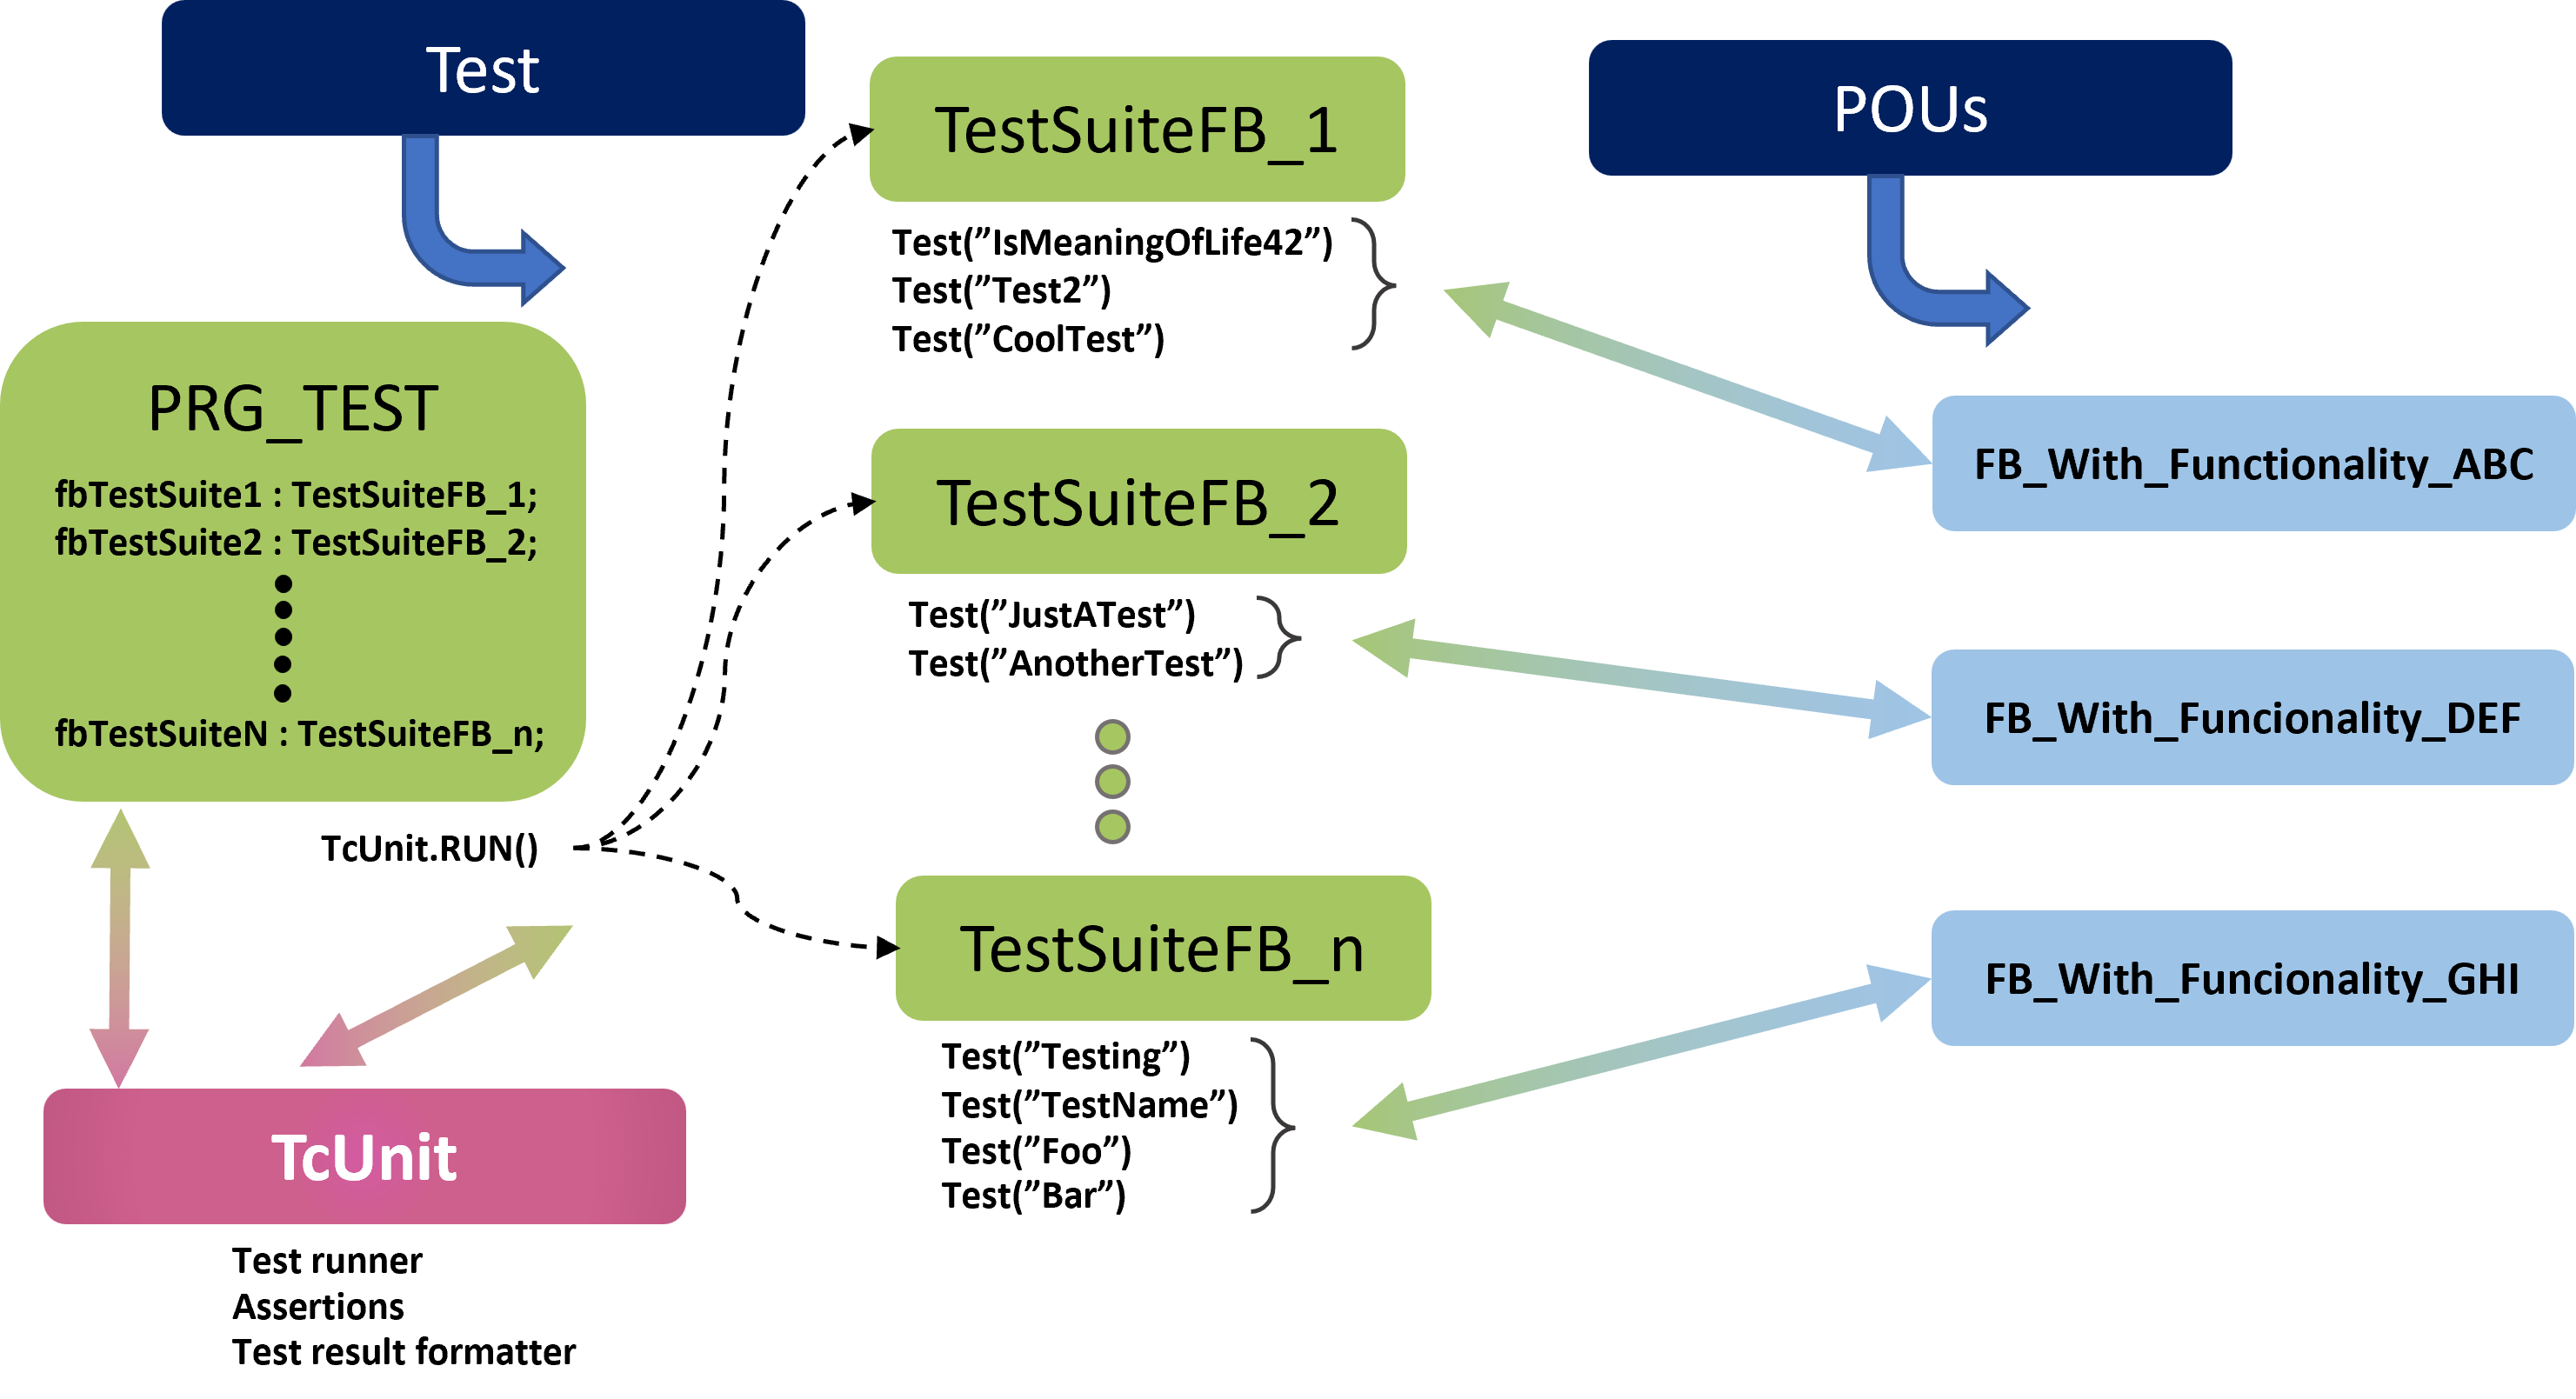 Test
PRG_TEST
fbTestSuite1 : TestSuiteFB_1;
fbTestSuite2 : TestSuiteFB_2;
fbTestSuiteN : TestSuiteFB_n;
TcUnit.RUN()
TcUnit
Test runner
Assertions
Test result formatter
TestSuiteFB_1
Test(”IsMeaningOfLife42”)
Test(”Test2”)
Test(”CoolTest”)
TestSuiteFB_2
Test(”JustATest”)
Test(”AnotherTest”)
TestSuiteFB_n
Test(”Testing”)
Test(”TestName”)
Test(”Foo”)
Test(”Bar”)
POUs
FB_With_Functionality_ABC
FB_With_Funcionality_DEF
FB_With_Funcionality_GHI